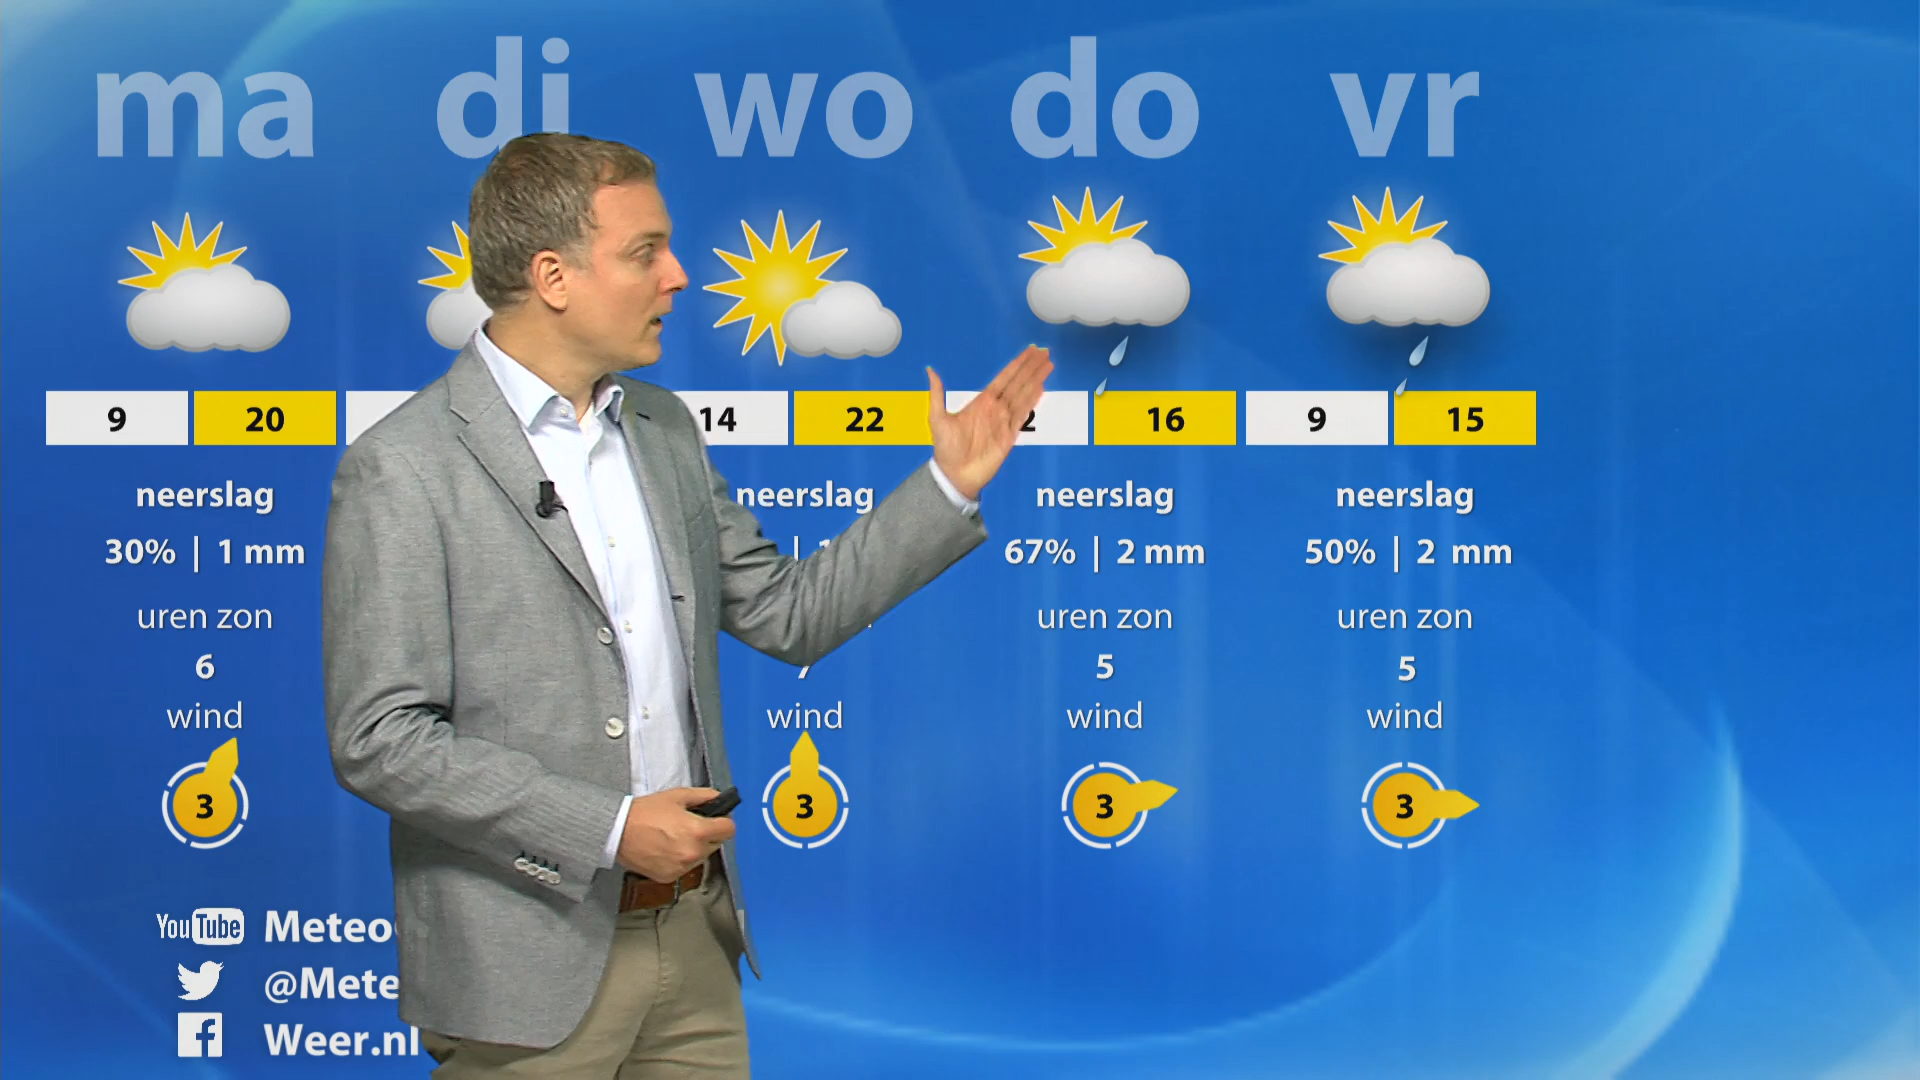 ma di wo do vr
9 20 14 22 16 9 15
neerslag neerslag neerslag neerslag
30% | 1 mm 67% | 2 mm 50% | 2 mm
uren zon uren zon uren zon
6 5 5
wind wind wind wind
3 3 3 3
YouTube Meteo
@Mete
Weer.nl